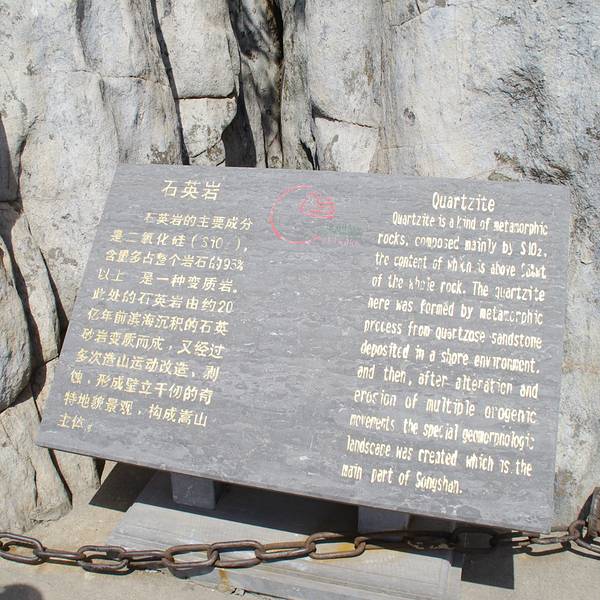 石英岩
石英岩的主要成分
是二氧化硅（SiO₂），
含量多占整个岩石的95%
以上 是一种变质岩。
此处的石英岩由约20
亿年前滨海沉积的石英
砂岩变质而成，又经过
多次造山运动改造，剥
蚀，形成壁立千仞的奇
特地貌景观，构成嵩山
主体。
Quartzite
Quartzite is a kind of metamorphic
rocks, composed mainly by SiO₂,
the content of which is above
of the whole rock. The quartzite
here was formed by metamorphic
process from quartzose sandstone
deposited in a shore environment,
and then, after alteration and
erosion of multiple orogenic
movements the special geomorphologic
landscape was created which is the
main part of Songshan.